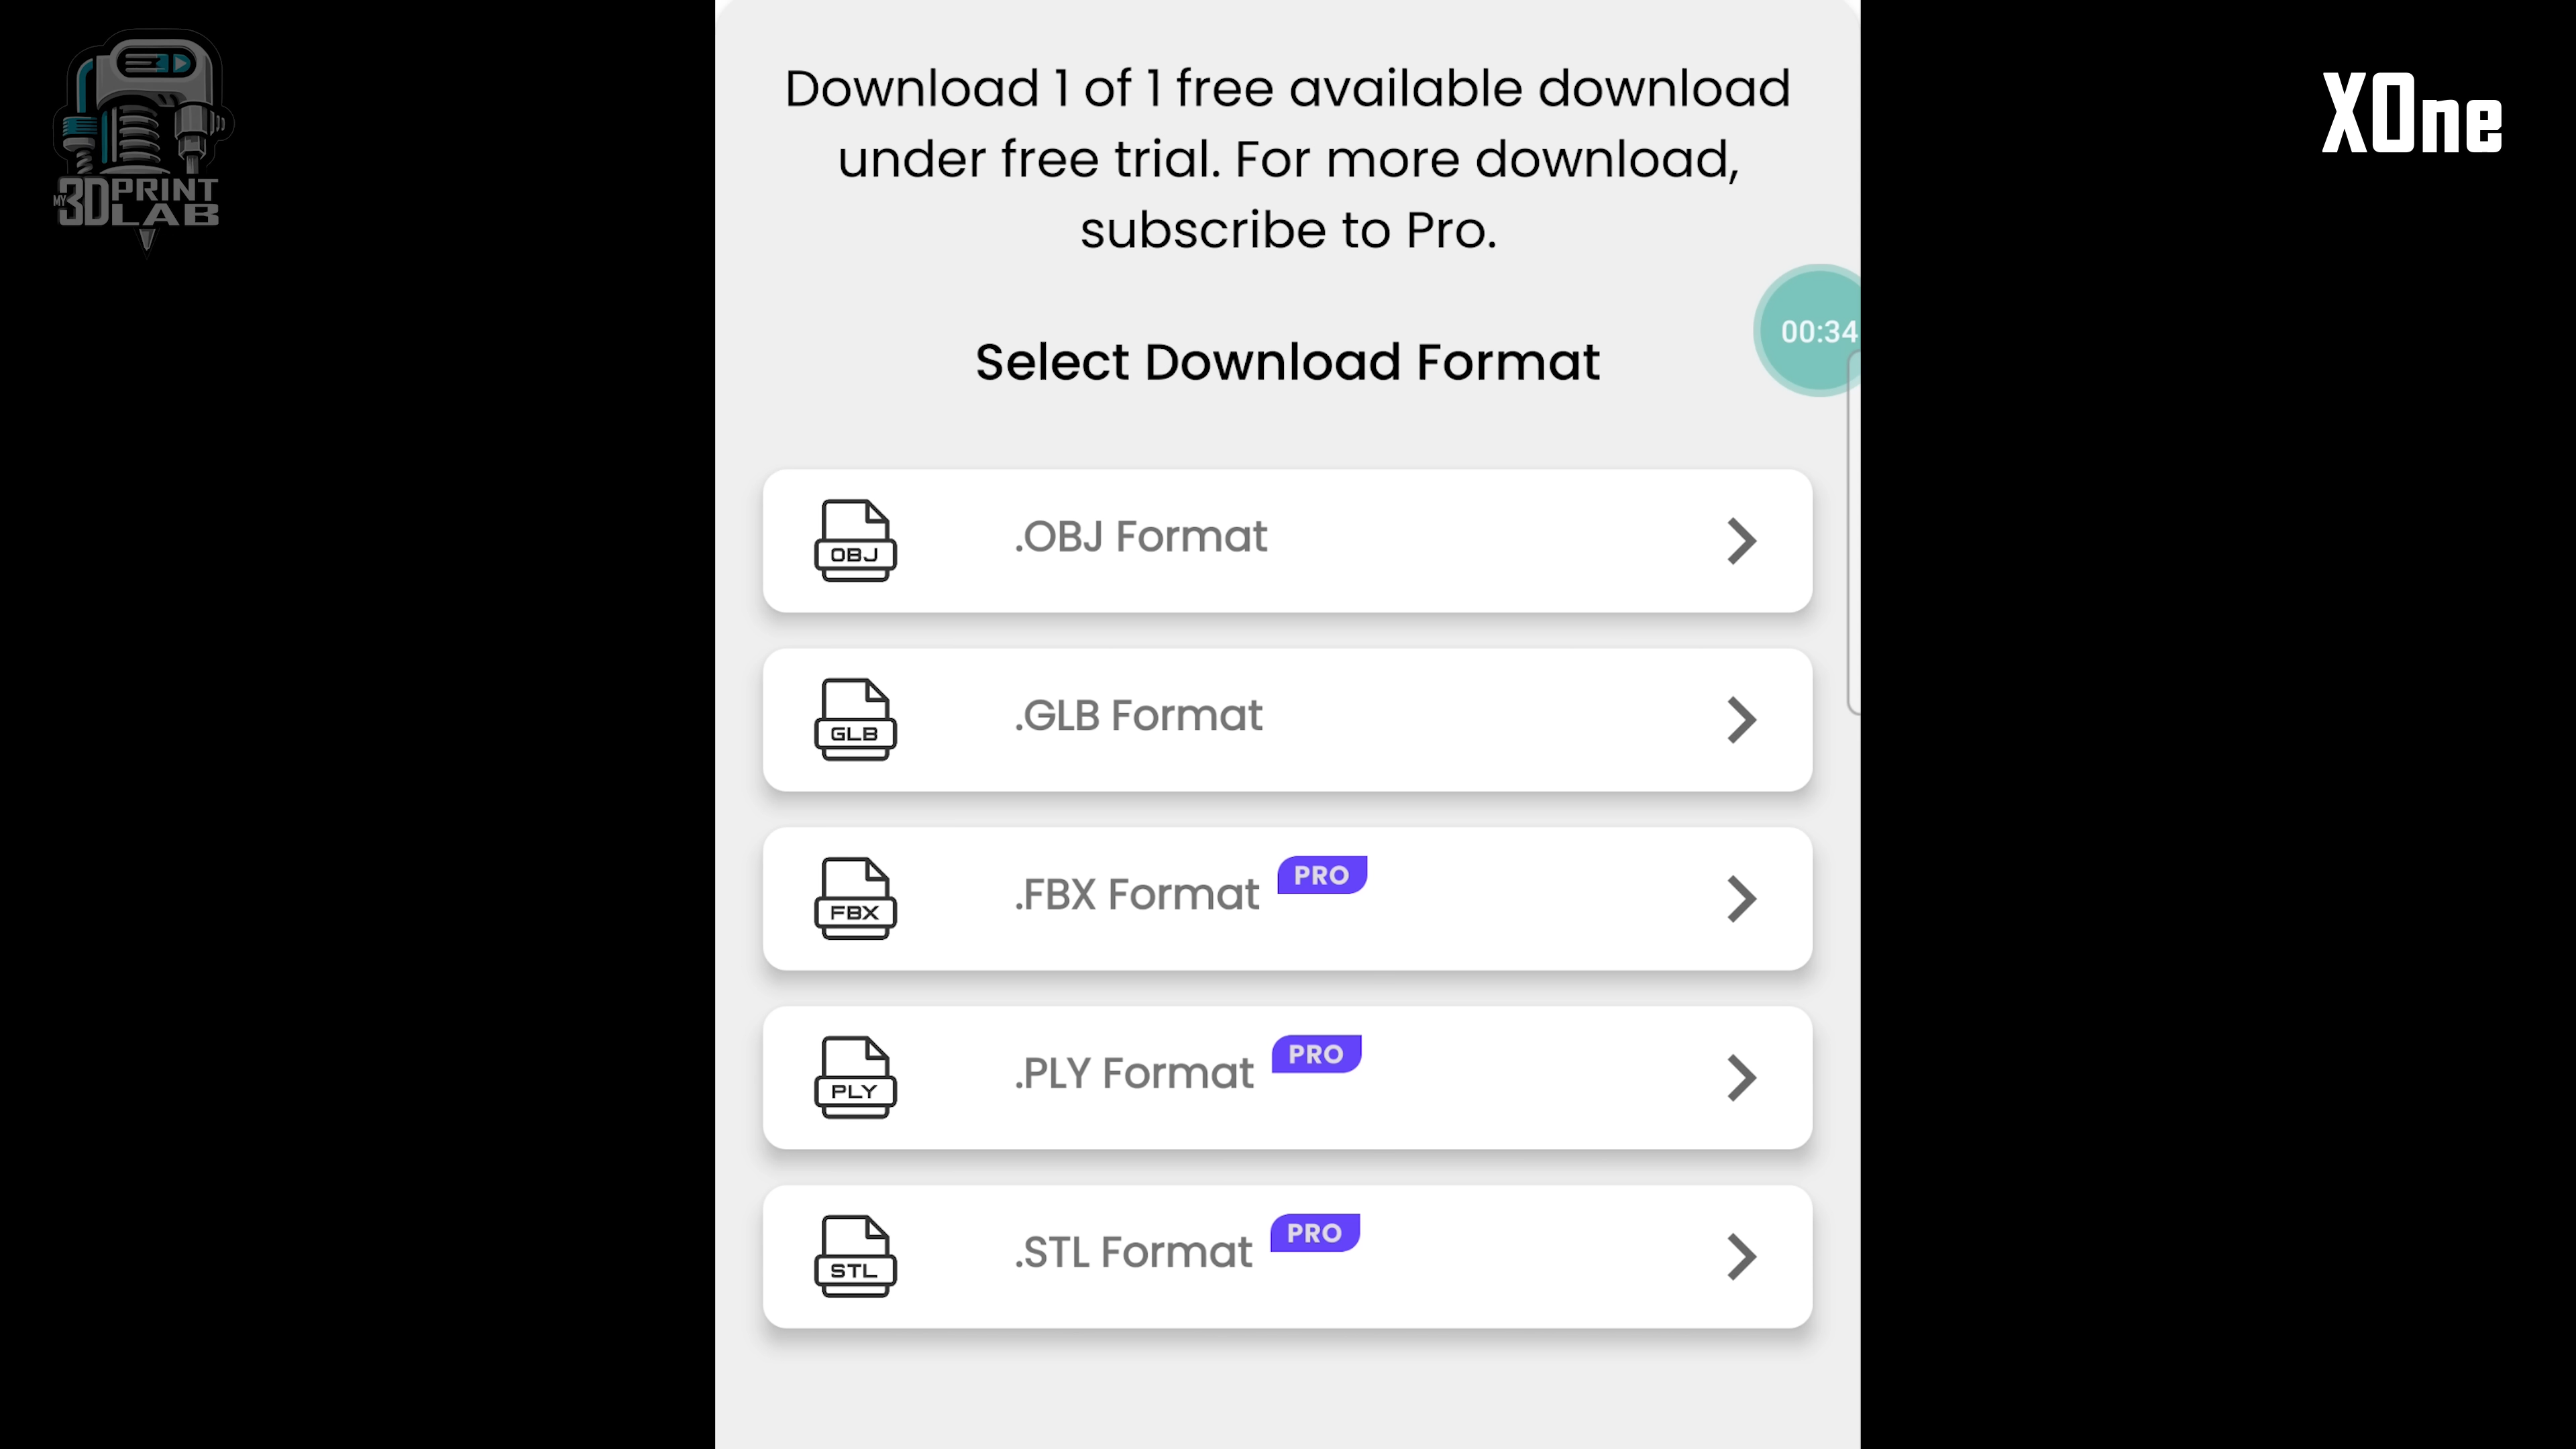 MY 3D PRINT LAB
XOne
Download 1 of 1 free available download
under free trial. For more download,
subscribe to Pro.
00:34
Select Download Format
OBJ
.OBJ Format
GLB
.GLB Format
FBX
.FBX Format PRO
PLY
.PLY Format PRO
STL
.STL Format PRO